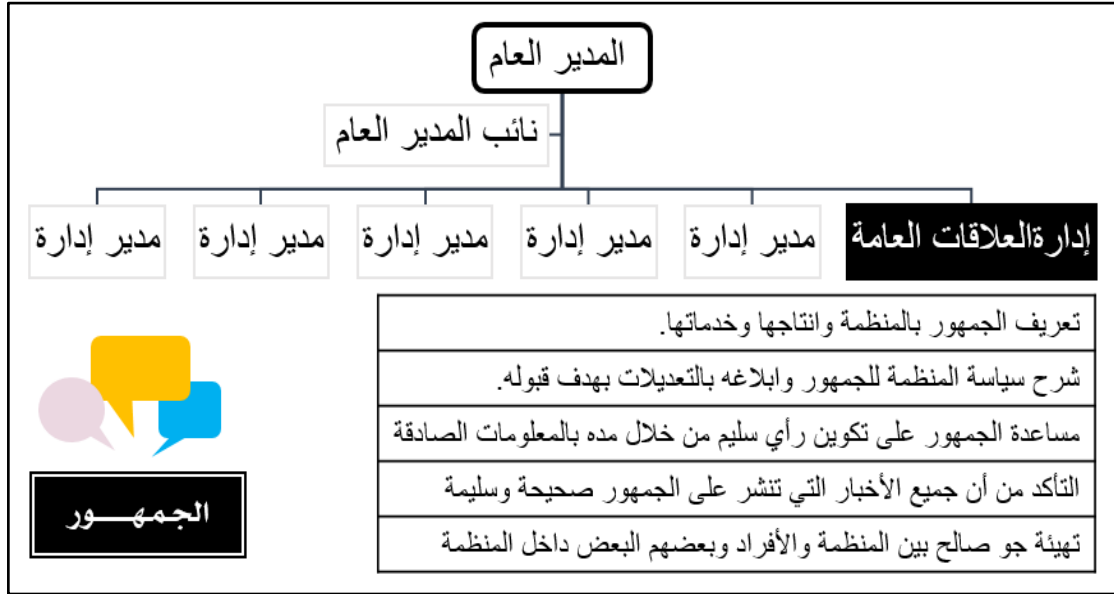 المدير العام
نائب المدير العام
إدارةالعلاقات العامة
مدير إدارة
مدير إدارة
مدير إدارة
مدير إدارة
مدير إدارة
تعريف الجمهور بالمنظمة وانتاجها وخدماتها.
شرح سياسة المنظمة للجمهور وابلاغه بالتعديلات بهدف قبوله.
مساعدة الجمهور على تكوين رأي سليم من خلال مده بالمعلومات الصادقة
التأكد من أن جميع الأخبار التي تنشر على الجمهور صحيحة وسليمة
تهيئة جو صالح بين المنظمة والأفراد وبعضهم البعض داخل المنظمة
الجمهـــور